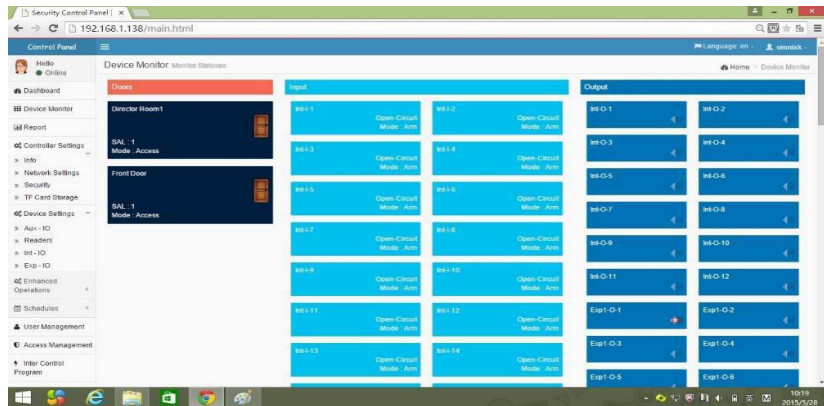 Security Control Panel
192.168.1.138/main.html
Control Panel
Language: en
omnick
Hello
Online
Device Monitor Monitor Statuses
Home > Device Monitor
Dashboard
Device Monitor
Report
Controller Settings
Info
Network Settings
Security
TF Card Storage
Device Settings
Aux - IO
Readers
Int - IO
Exp - IO
Enhanced
Operations
Schedules
User Management
Access Management
Inter Control
Program
Doors
Director Room1
SAL : 1
Mode : Access
Front Door
SAL : 1
Mode : Access
Input
Int-I-1
Open-Circuit
Mode : Arm
Int-I-2
Open-Circuit
Mode : Arm
Int-I-3
Open-Circuit
Mode : Arm
Int-I-4
Open-Circuit
Mode : Arm
Int-I-5
Open-Circuit
Mode : Arm
Int-I-6
Open-Circuit
Mode : Arm
Int-I-7
Open-Circuit
Mode : Arm
Int-I-8
Open-Circuit
Mode : Arm
Int-I-9
Open-Circuit
Mode : Arm
Int-I-10
Open-Circuit
Mode : Arm
Int-I-11
Open-Circuit
Mode : Arm
Int-I-12
Open-Circuit
Mode : Arm
Int-I-13
Open-Circuit
Mode : Arm
Int-I-14
Open-Circuit
Mode : Arm
Output
Int-O-1
Int-O-2
Int-O-3
Int-O-4
Int-O-5
Int-O-6
Int-O-7
Int-O-8
Int-O-9
Int-O-10
Int-O-11
Int-O-12
Exp1-O-1
Exp1-O-2
Exp1-O-3
Exp1-O-4
Exp1-O-5
Exp1-O-6
10:19
2015/5/28